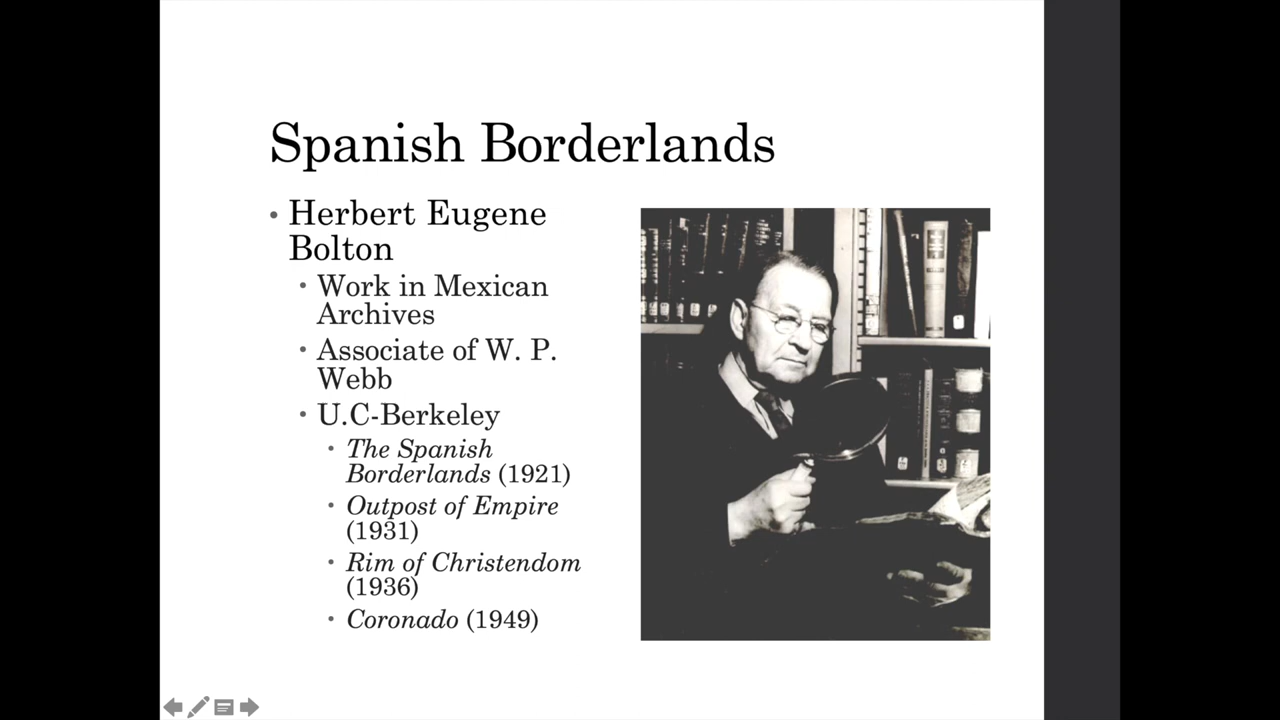 Spanish Borderlands
• Herbert Eugene
Bolton
• Work in Mexican
Archives
• Associate of W. P.
Webb
• U.C-Berkeley
• The Spanish
Borderlands (1921)
• Outpost of Empire
(1931)
• Rim of Christendom
(1936)
• Coronado (1949)